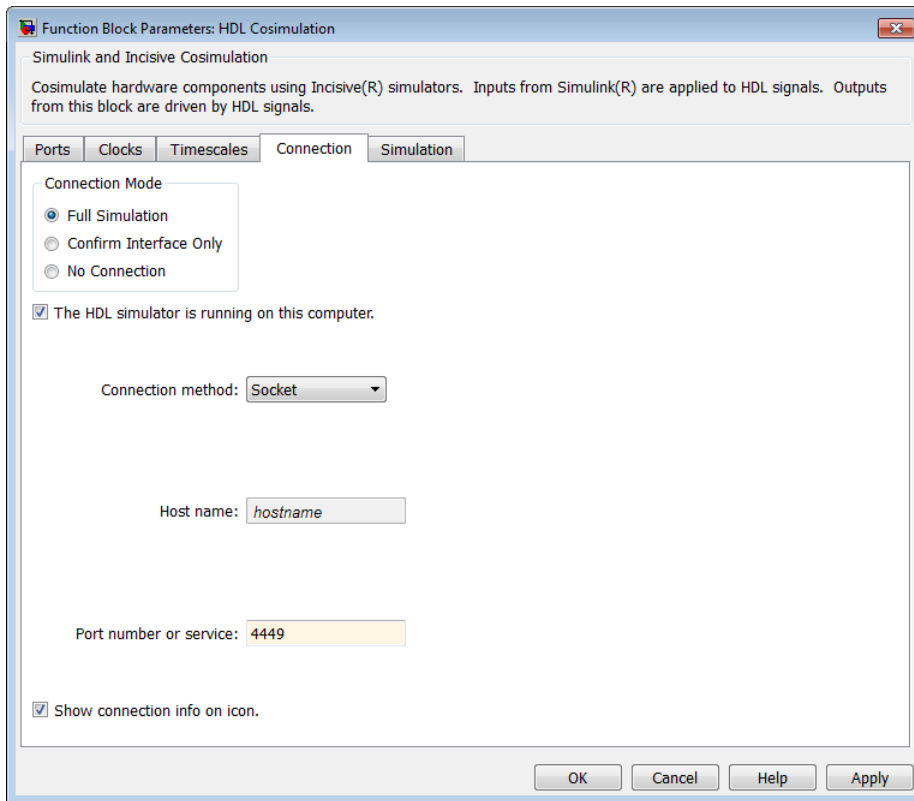 Function Block Parameters: HDL Cosimulation
Simulink and Incisive Cosimulation
Cosimulate hardware components using Incisive(R) simulators.  Inputs from Simulink(R) are applied to HDL signals.  Outputs
from this block are driven by HDL signals.
Ports Clocks Timescales Connection Simulation
Connection Mode
Full Simulation
Confirm Interface Only
No Connection
The HDL simulator is running on this computer.
Connection method: Socket
Host name: hostname
Port number or service: 4449
Show connection info on icon.
OK Cancel Help Apply